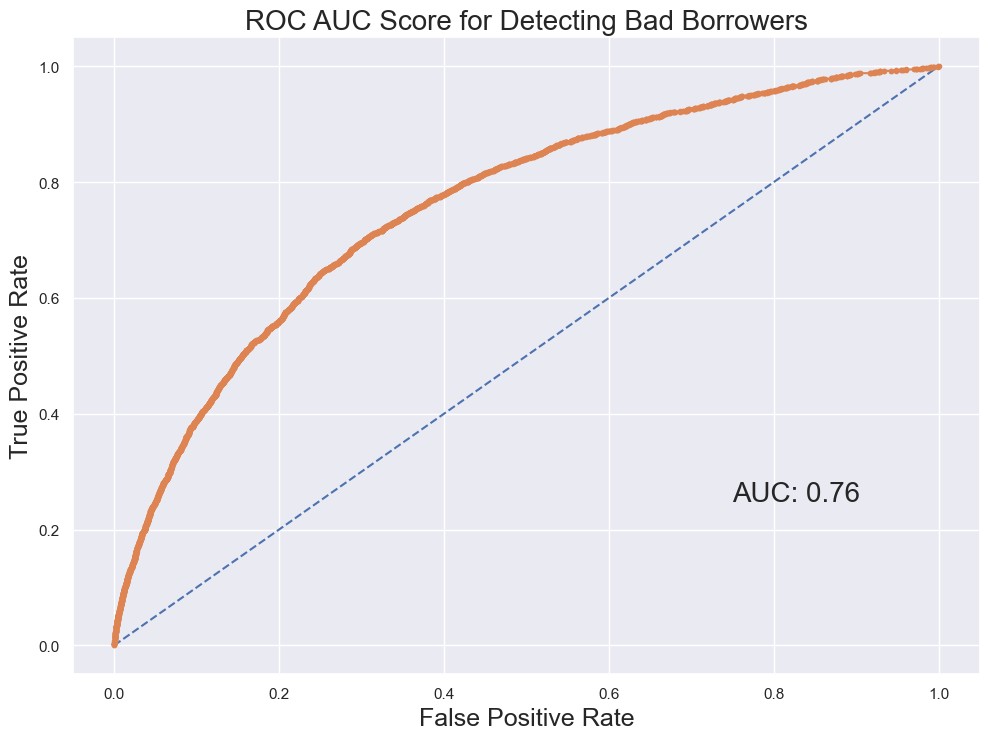 ROC AUC Score for Detecting Bad Borrowers
True Positive Rate
1.0
0.8
0.6
0.4
0.2
0.0
AUC: 0.76
0.0 0.2 0.4 0.6 0.8 1.0
False Positive Rate